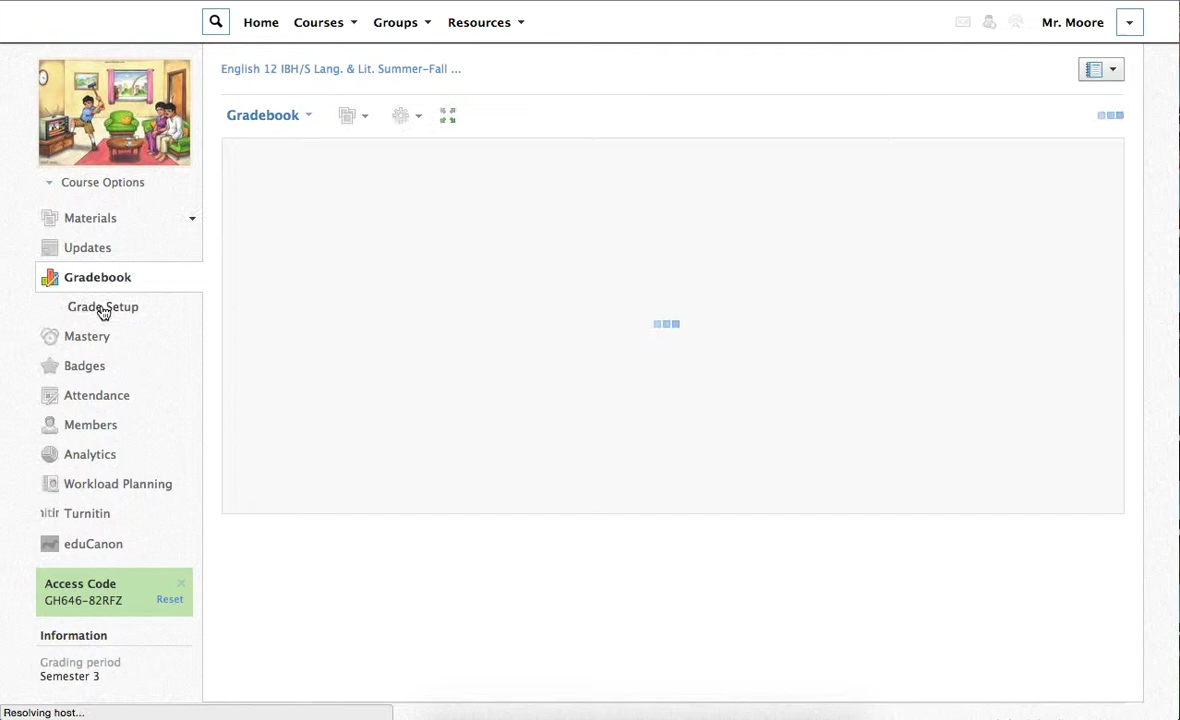 Home Courses Groups Resources Mr. Moore
English 12 IBH/S Lang. & Lit. Summer-Fall ...
Gradebook
Course Options
Materials
Updates
Gradebook
Grade Setup
Mastery
Badges
Attendance
Members
Analytics
Workload Planning
nitin Turnitin
eduCanon
Access Code
GH646-82RFZ Reset
Information
Grading period
Semester 3
Resolving host...